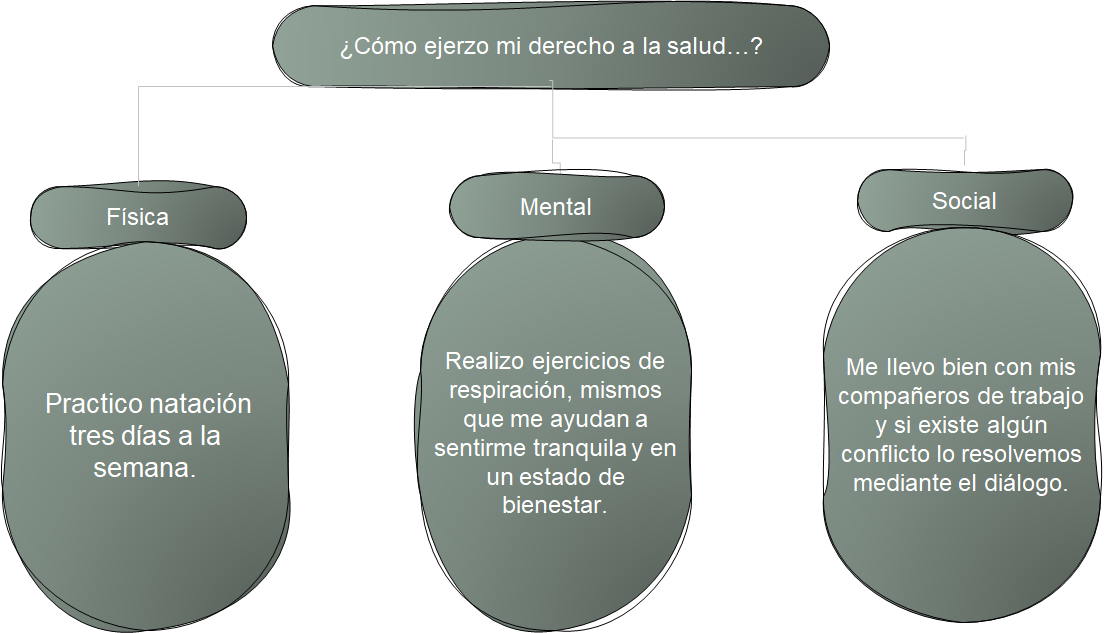 ¿Cómo ejerzo mi derecho a la salud…?
Física
Mental
Social
Practico natación
tres días a la
semana.
Realizo ejercicios de
respiración, mismos
que me ayudan a
sentirme tranquila y en
un estado de
bienestar.
Me llevo bien con mis
compañeros de trabajo
y si existe algún
conflicto lo resolvemos
mediante el diálogo.